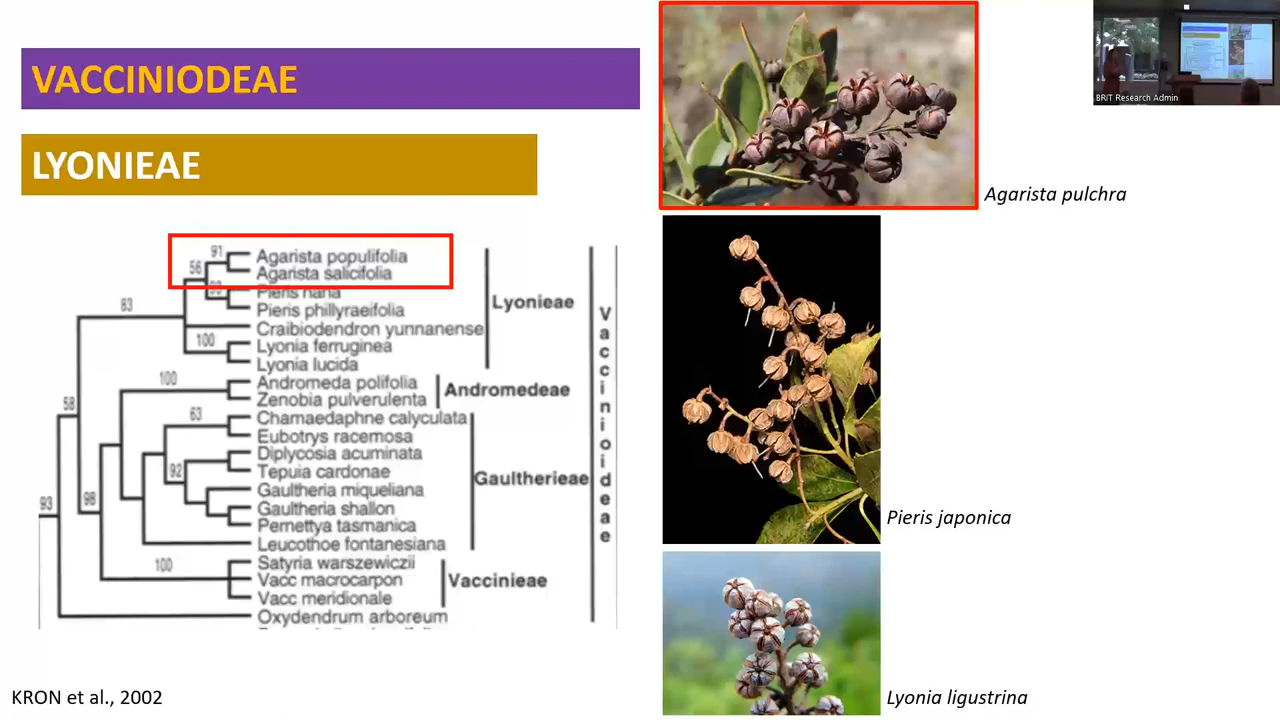 VACCINIODEAE
LYONIEAE
91
Agarista populifolia
56
Agarista salicifolia
Pieris nana
Pieris phillyraeifolia
83
Lyonieae
Craibiodendron yunnanense
100
Lyonia ferruginea
Lyonia lucida
100
Andromeda polifolia
Andromedeae
Zenobia pulverulenta
58
63
Chamaedaphne calyculata
Eubotrys racemosa
Diplycosia acuminata
92
Tepuia cardonae
Gaultherieae
Gaultheria miqueliana
98
93
Gaultheria shallon
Pernettya tasmanica
Leucothoe fontanesiana
100
Satyria warszewiczii
Vacc macrocarpon
Vaccinieae
Vacc meridionale
Oxydendrum arboreum
Vaccinioideae
KRON et al., 2002
Agarista pulchra
Pieris japonica
Lyonia ligustrina
BRIT Research Admin